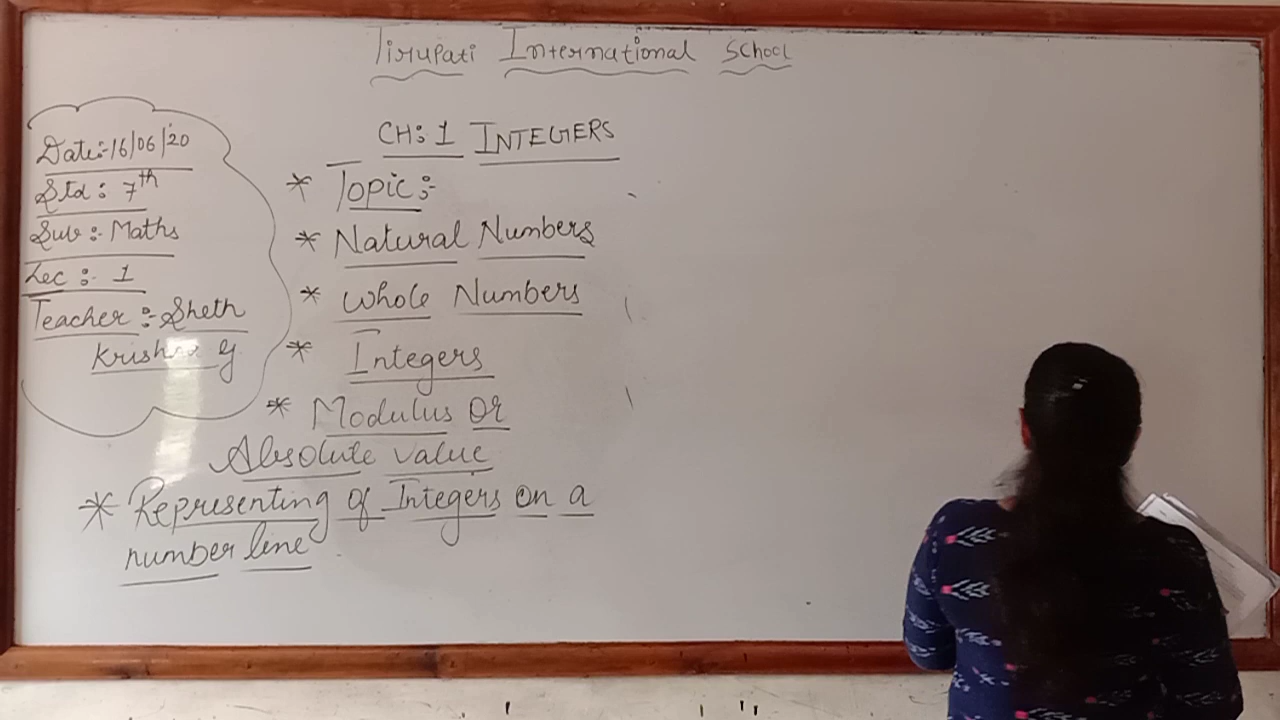 Tirupati International School
Date:-16/06/20
Std : 7th
Sub :- Maths
Lec :- 1
Teacher :- Sheth
Krishna G
CH: 1 INTEGERS
* Topic :-
* Natural Numbers
* Whole Numbers
* Integers
* Modulus or
Absolute value
* Representing of Integers on a
number line